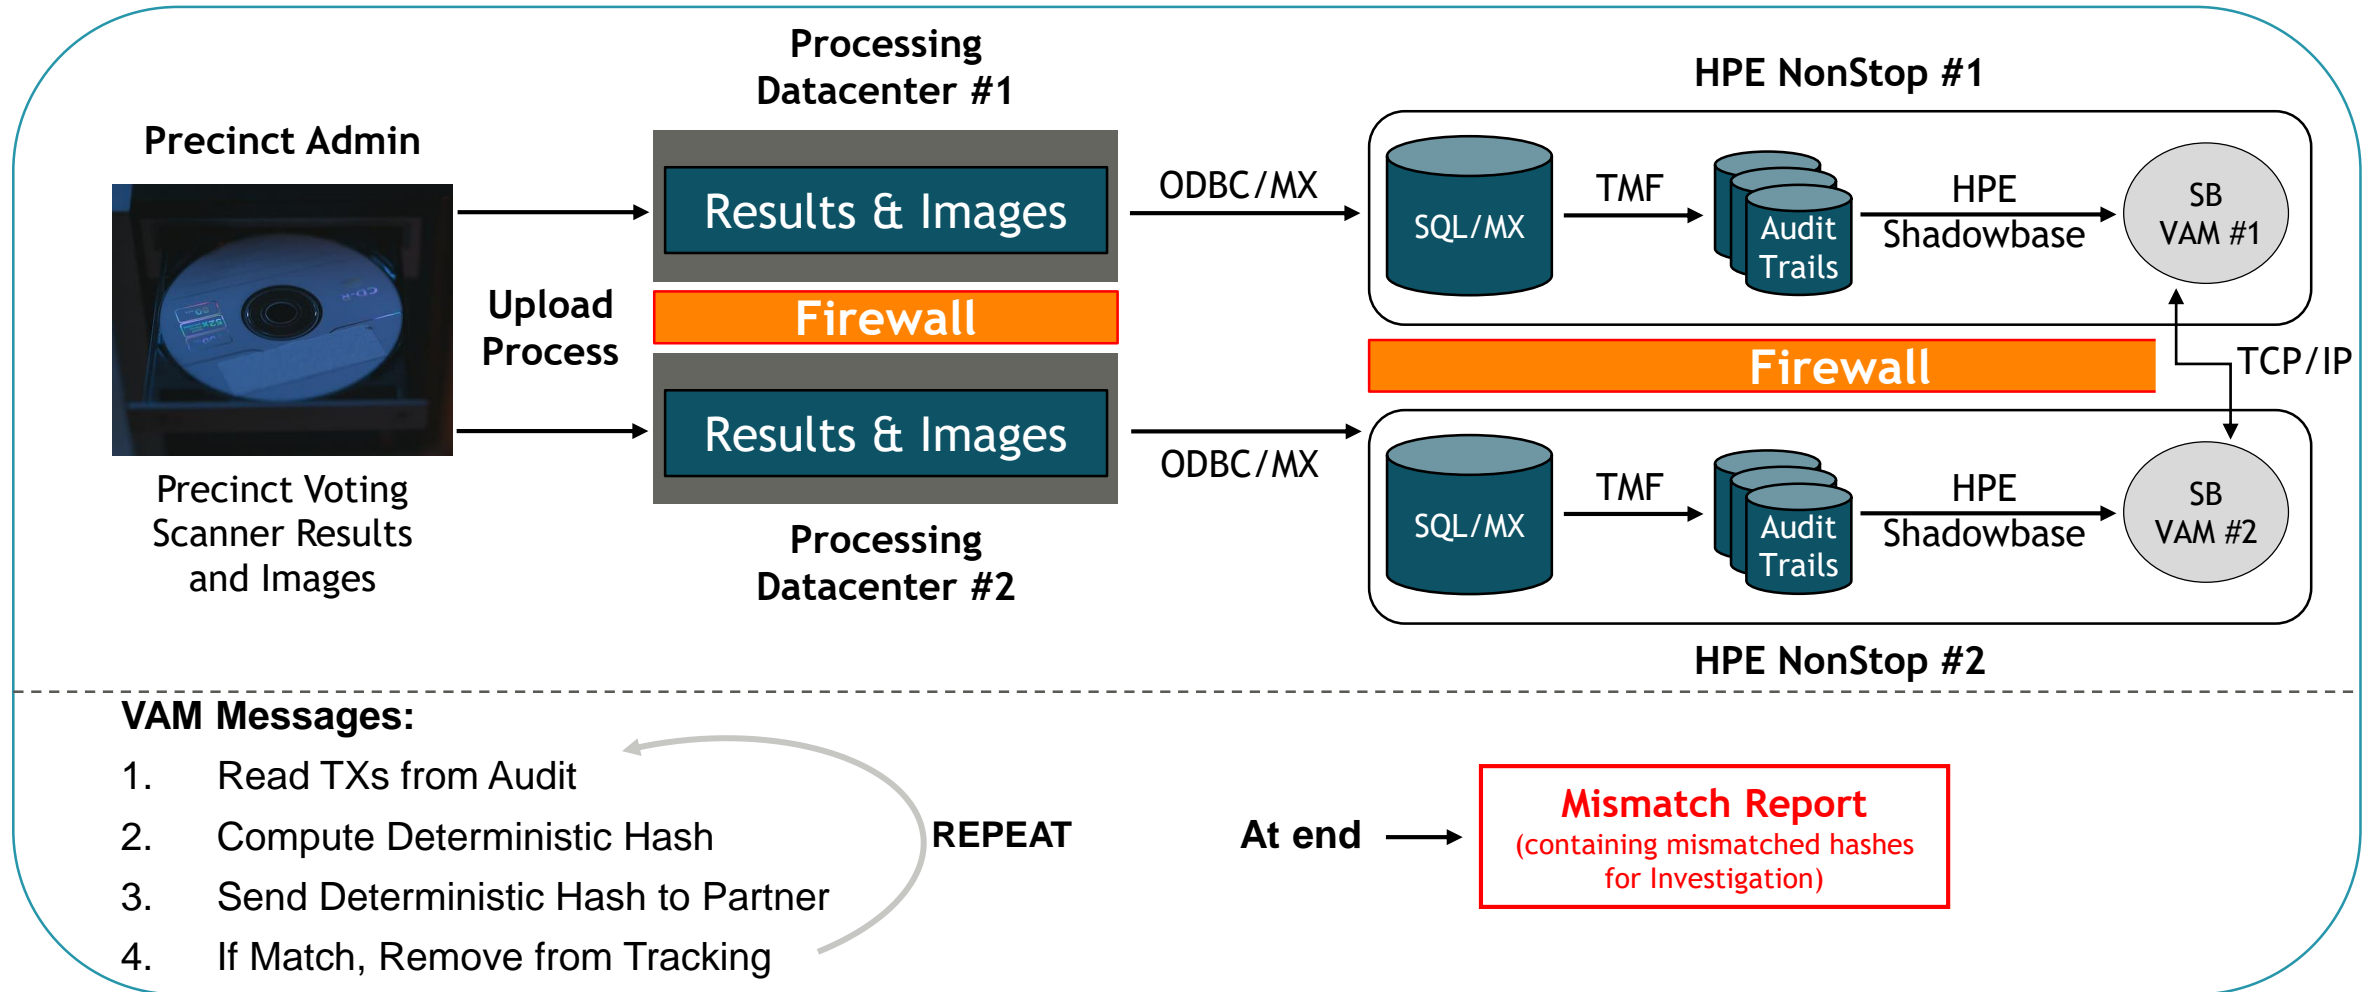 Precinct Admin
Precinct Voting
Scanner Results
and Images
Upload
Process
Processing
Datacenter #1
Results & Images
Firewall
Results & Images
Processing
Datacenter #2
ODBC/MX
ODBC/MX
HPE NonStop #1
SQL/MX
TMF
Audit
Trails
HPE
Shadowbase
SB
VAM #1
Firewall
TCP/IP
SQL/MX
TMF
Audit
Trails
HPE
Shadowbase
SB
VAM #2
HPE NonStop #2
VAM Messages:
1. Read TXs from Audit
2. Compute Deterministic Hash
3. Send Deterministic Hash to Partner
4. If Match, Remove from Tracking
REPEAT
At end
Mismatch Report
(containing mismatched hashes
for Investigation)